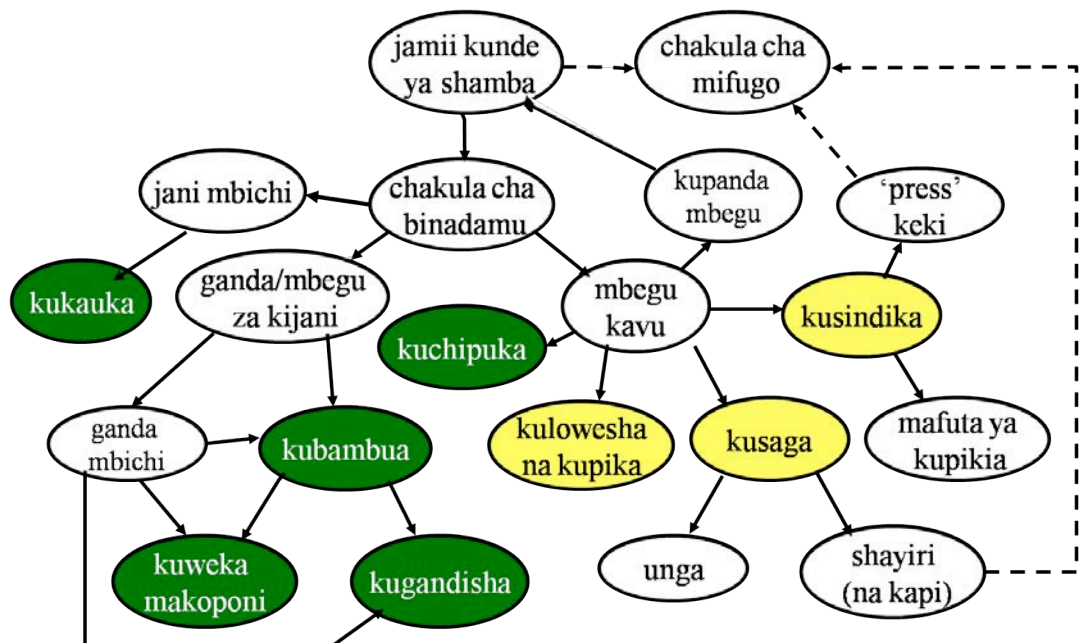 jamii kunde
ya shamba
chakula cha
mifugo
jani mbichi
chakula cha
binadamu
kupanda
mbegu
'press'
keki
kukauka
ganda/mbegu
za kijani
mbegu
kavu
kusindika
kuchipuka
ganda
mbichi
kubambua
kulowesha
na kupika
kusaga
mafuta ya
kupikia
kuweka
makoponi
kugandisha
unga
shayiri
(na kapi)